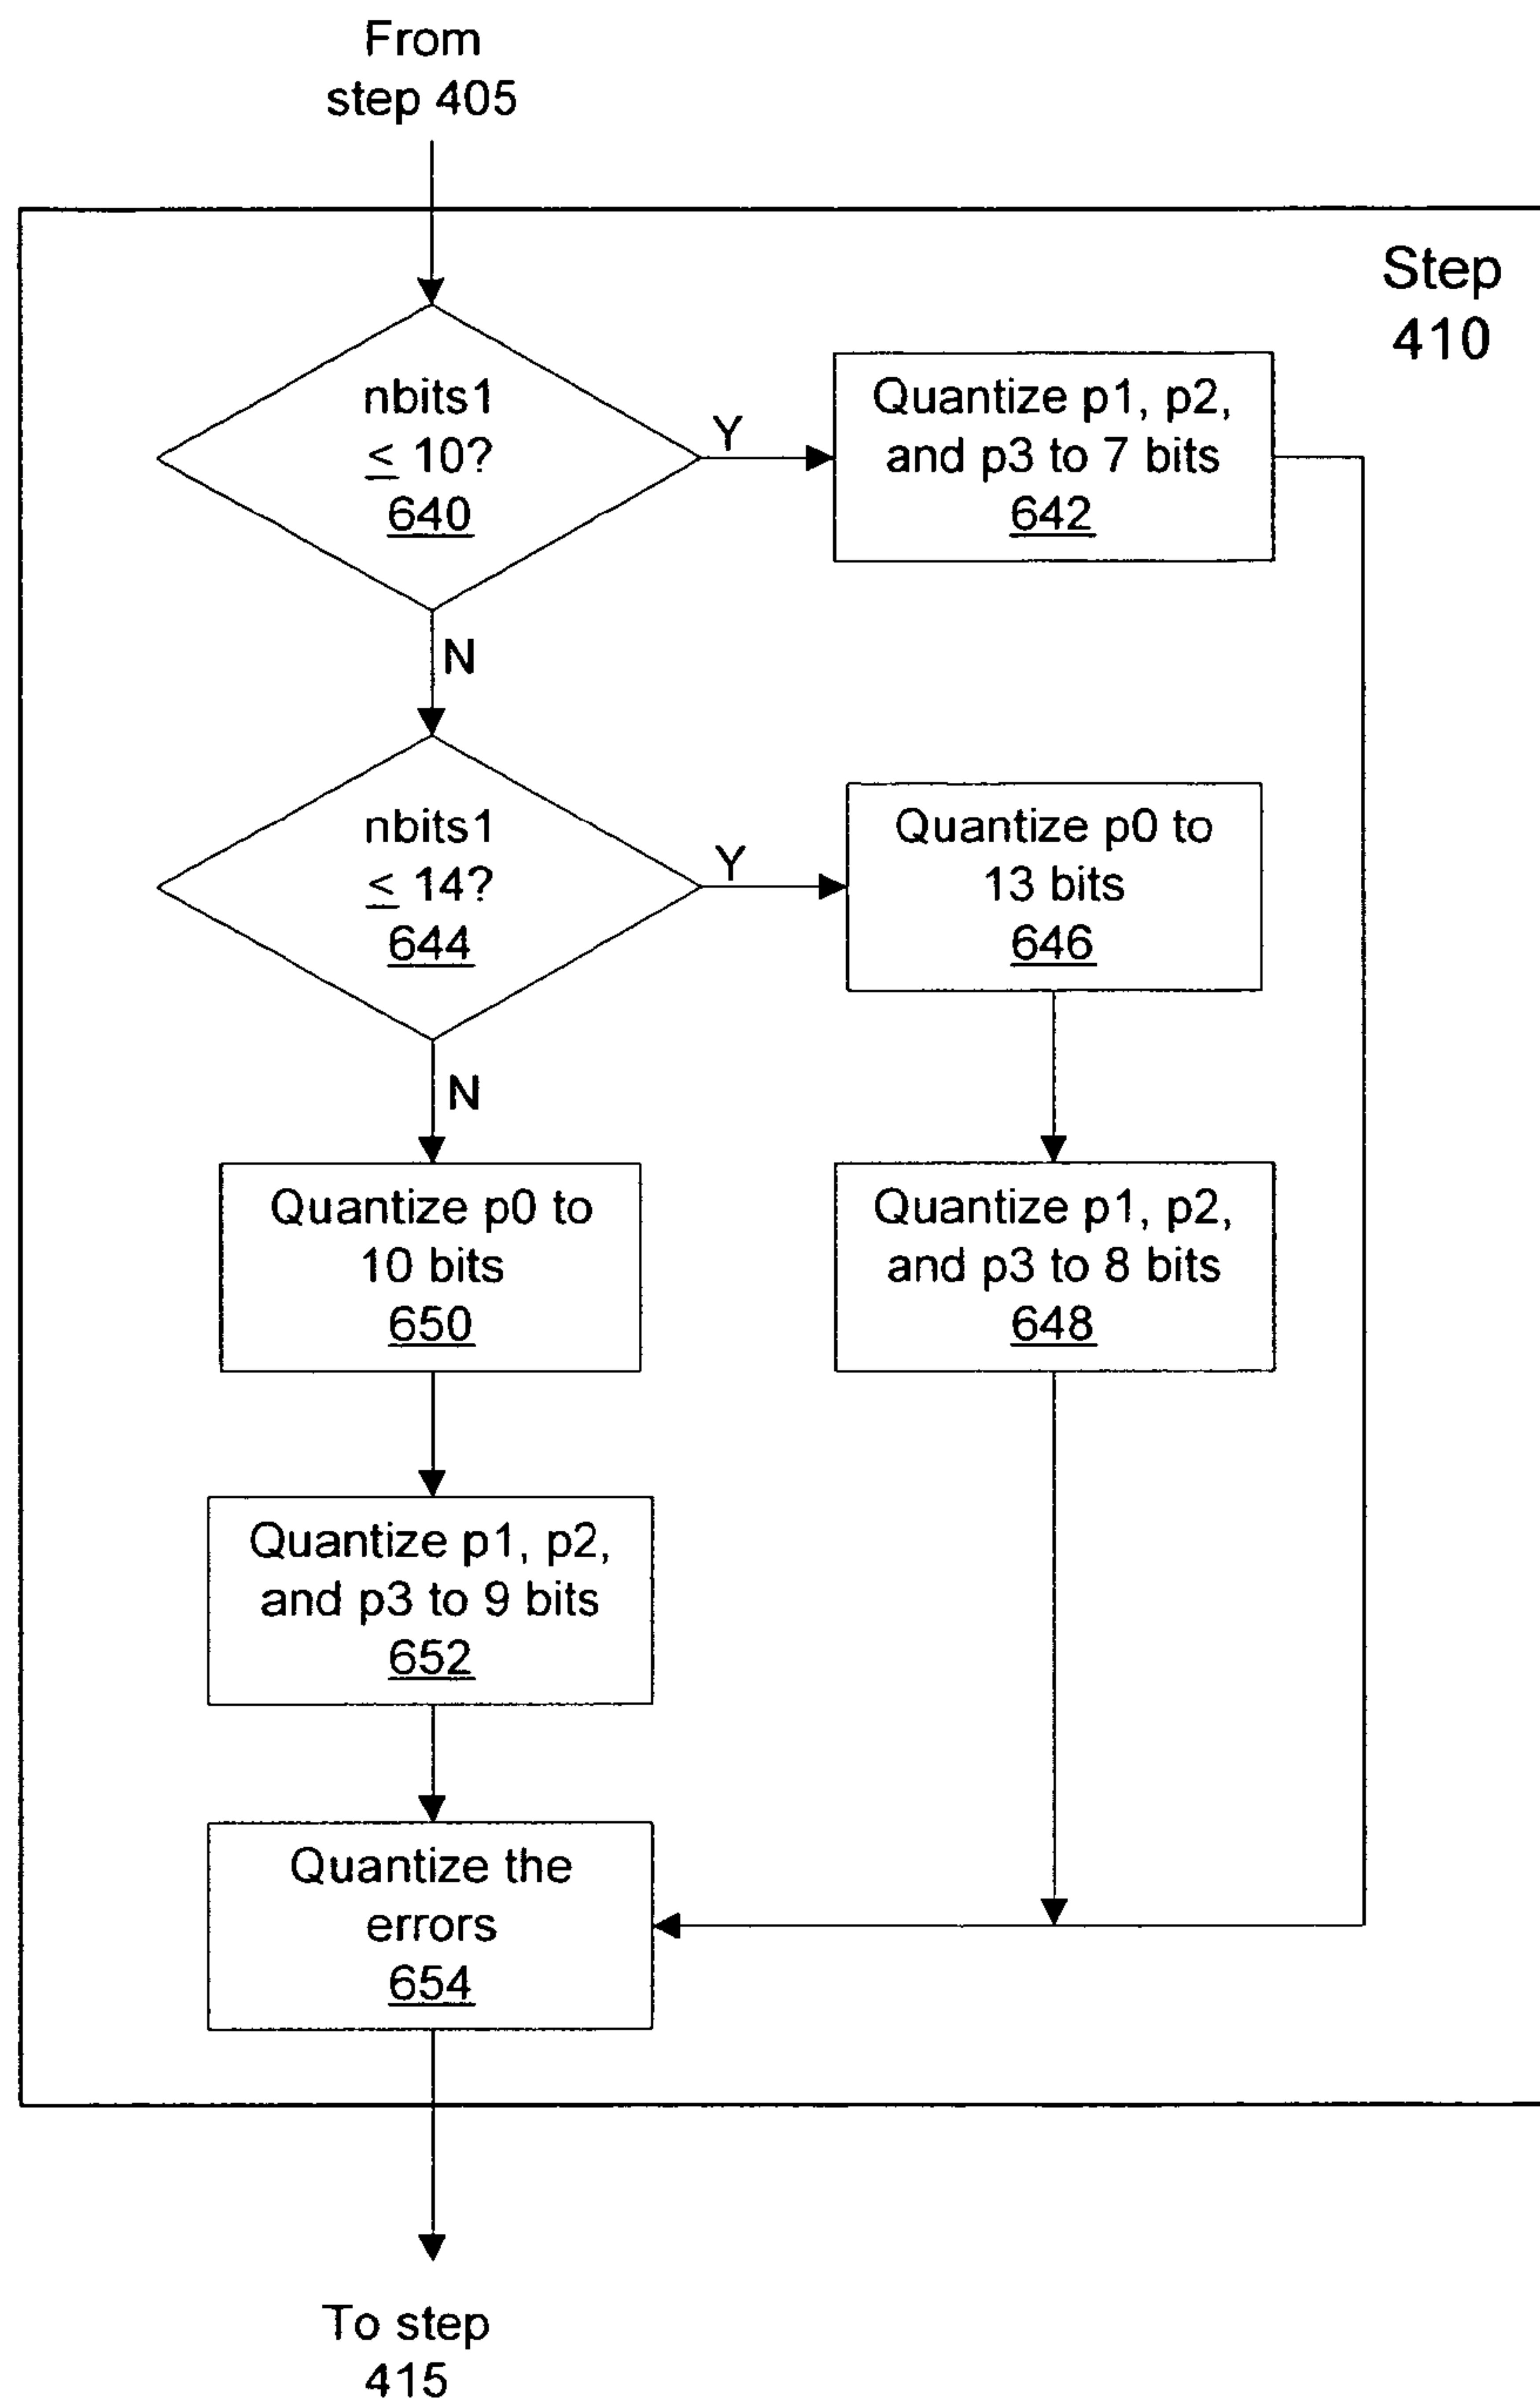 From
step 405
Step
410
nbits1
≤ 10?
640
Y
Quantize p1, p2,
and p3 to 7 bits
642
N
nbits1
≤ 14?
644
Y
Quantize p0 to
13 bits
646
N
Quantize p0 to
10 bits
650
Quantize p1, p2,
and p3 to 8 bits
648
Quantize p1, p2,
and p3 to 9 bits
652
Quantize the
errors
654
To step
415